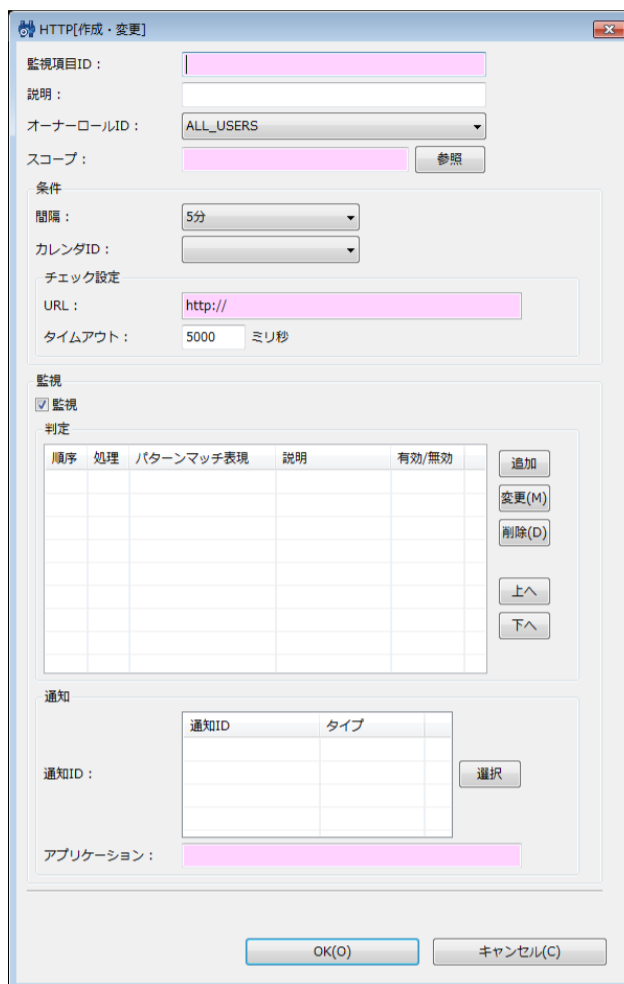 HTTP[作成・変更]
監視項目ID：
説明：
オーナーロールID： ALL_USERS
スコープ： 参照
条件
間隔： 5分
カレンダID：
チェック設定
URL： http://
タイムアウト： 5000 ミリ秒
監視
監視
判定
順序 処理 パターンマッチ表現 説明 有効/無効
追加
変更(M)
削除(D)
上へ
下へ
通知
通知ID タイプ
通知ID： 選択
アプリケーション：
OK(O) キャンセル(C)